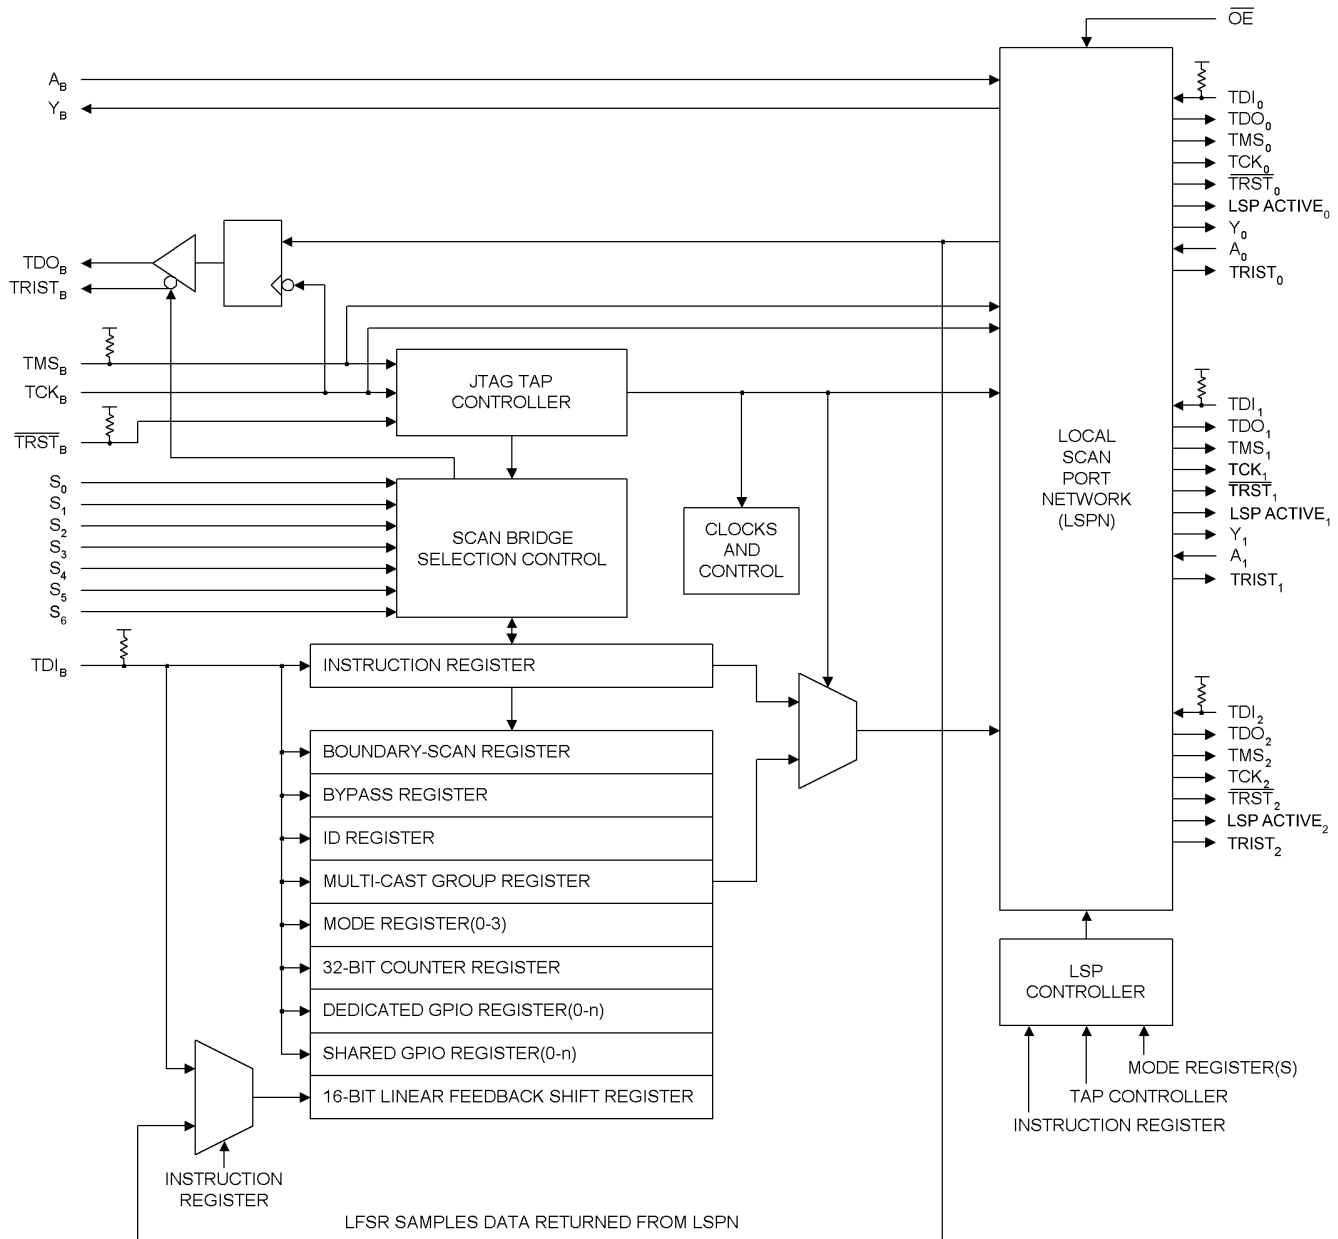 OE
A_B
Y_B
TDO_B
TRIST_B
TMS_B
TCK_B
TRST_B
S_0
S_1
S_2
S_3
S_4
S_5
S_6
TDI_B
JTAG TAP
CONTROLLER
SCAN BRIDGE
SELECTION CONTROL
CLOCKS
AND
CONTROL
INSTRUCTION REGISTER
BOUNDARY-SCAN REGISTER
BYPASS REGISTER
ID REGISTER
MULTI-CAST GROUP REGISTER
MODE REGISTER(0-3)
32-BIT COUNTER REGISTER
DEDICATED GPIO REGISTER(0-n)
SHARED GPIO REGISTER(0-n)
16-BIT LINEAR FEEDBACK SHIFT REGISTER
INSTRUCTION
REGISTER
LFSR SAMPLES DATA RETURNED FROM LSPN
LOCAL
SCAN
PORT
NETWORK
(LSPN)
TDI_0
TDO_0
TMS_0
TCK_0
TRST_0
LSP ACTIVE_0
Y_0
A_0
TRIST_0
TDI_1
TDO_1
TMS_1
TCK_1
TRST_1
LSP ACTIVE_1
Y_1
A_1
TRIST_1
TDI_2
TDO_2
TMS_2
TCK_2
TRST_2
LSP ACTIVE_2
TRIST_2
LSP
CONTROLLER
MODE REGISTER(S)
TAP CONTROLLER
INSTRUCTION REGISTER